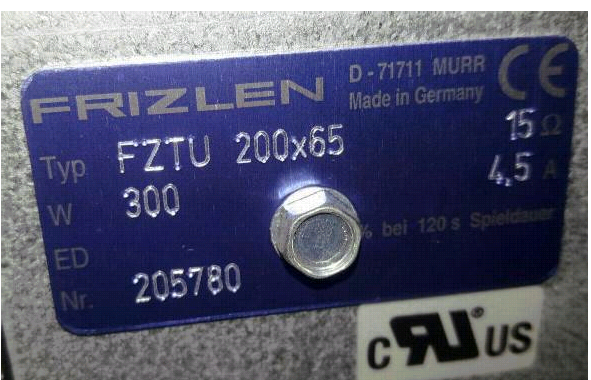 FRIZLEN
D - 71711 MURR
Made in Germany
CE
Typ FZTU 200x65 15 Ω
W 300 4,5 A
ED % bei 120 s Spieldauer
Nr. 205780
c RU® US